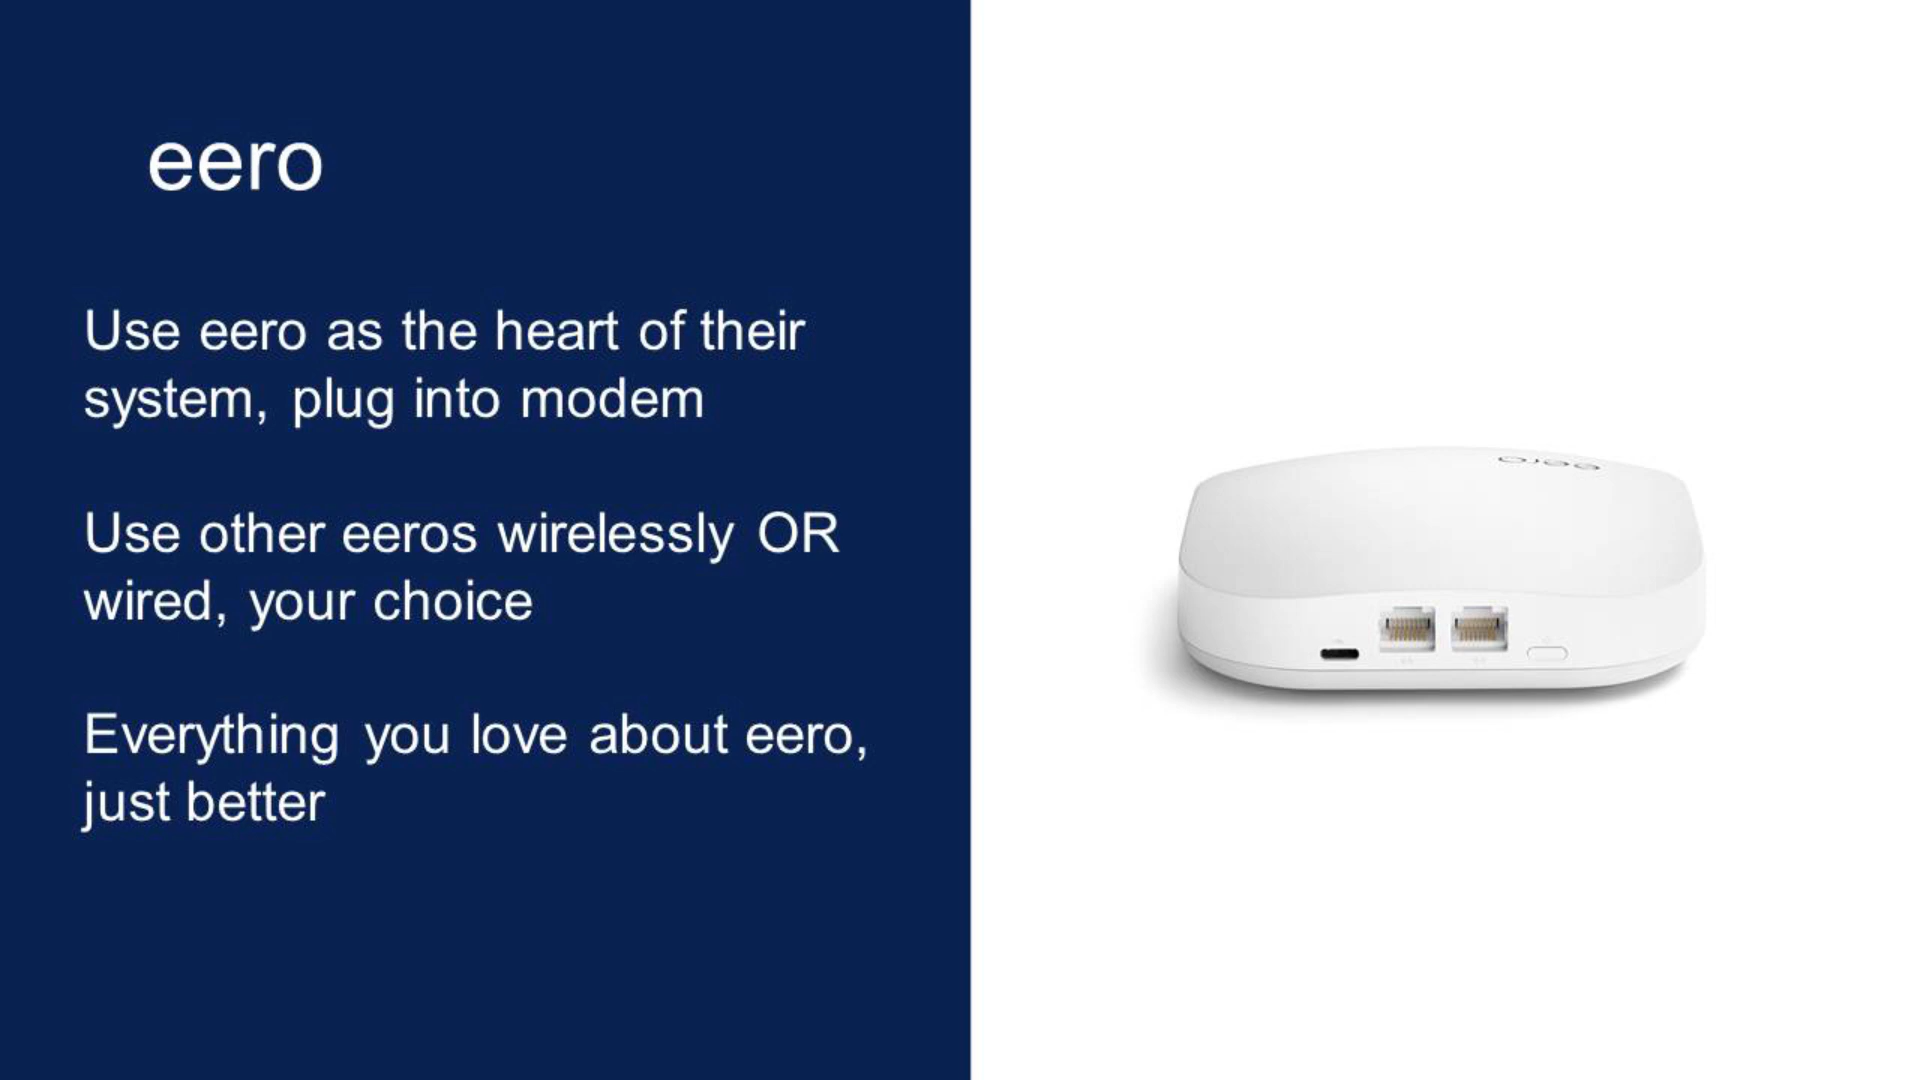 eero
Use eero as the heart of their
system, plug into modem
Use other eeros wirelessly OR
wired, your choice
Everything you love about eero,
just better
eero